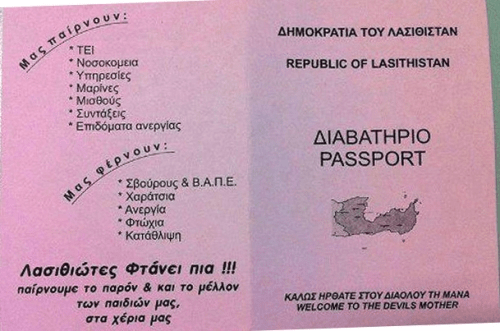 Μας παίρνουν:
* ΤΕΙ
* Νοσοκομεια
* Υπηρεσίες
* Μαρίνες
* Μισθούς
* Συντάξεις
* Επιδόματα ανεργίας
Μας φέρνουν:
* Σβούρους & Β.Α.Π.Ε.
* Χαράτσια
* Ανεργία
* Φτώχια
* Κατάθλιψη
Λασιθιώτες Φτάνει πια !!!
παίρνουμε το παρόν & και το μέλλον
των παιδιών μας,
στα χέρια μας
ΔΗΜΟΚΡΑΤΙΑ ΤΟΥ ΛΑΣΙΘΙΣΤΑΝ
REPUBLIC OF LASITHISTAN
ΔΙΑΒΑΤΗΡΙΟ
PASSPORT
ΚΑΛΩΣ ΗΡΘΑΤΕ ΣΤΟΥ ΔΙΑΟΛΟΥ ΤΗ ΜΑΝΑ
WELCOME TO THE DEVILS MOTHER